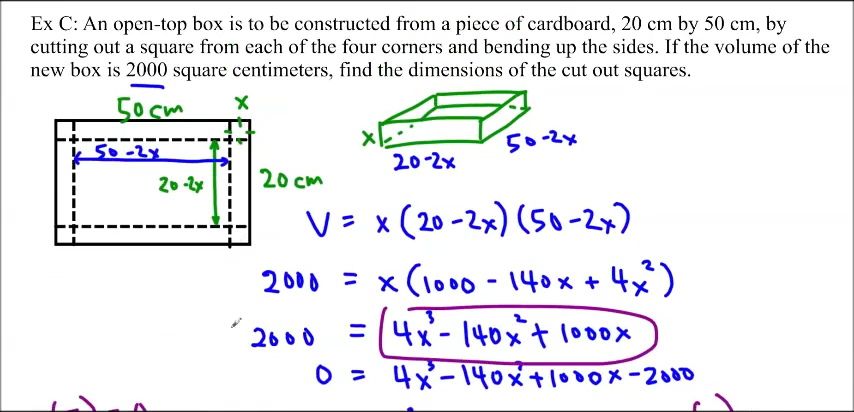 Ex C: An open-top box is to be constructed from a piece of cardboard, 20 cm by 50 cm, by
cutting out a square from each of the four corners and bending up the sides. If the volume of the
new box is 2000 square centimeters, find the dimensions of the cut out squares.
50 cm x
50-2x
20-2x
20 cm
x
20-2x
50-2x
V = x(20-2x)(50-2x)
2000 = x(1000 - 140x + 4x²)
2000 = 4x³ - 140x² + 1000x
0 = 4x³ - 140x² + 1000x - 2000